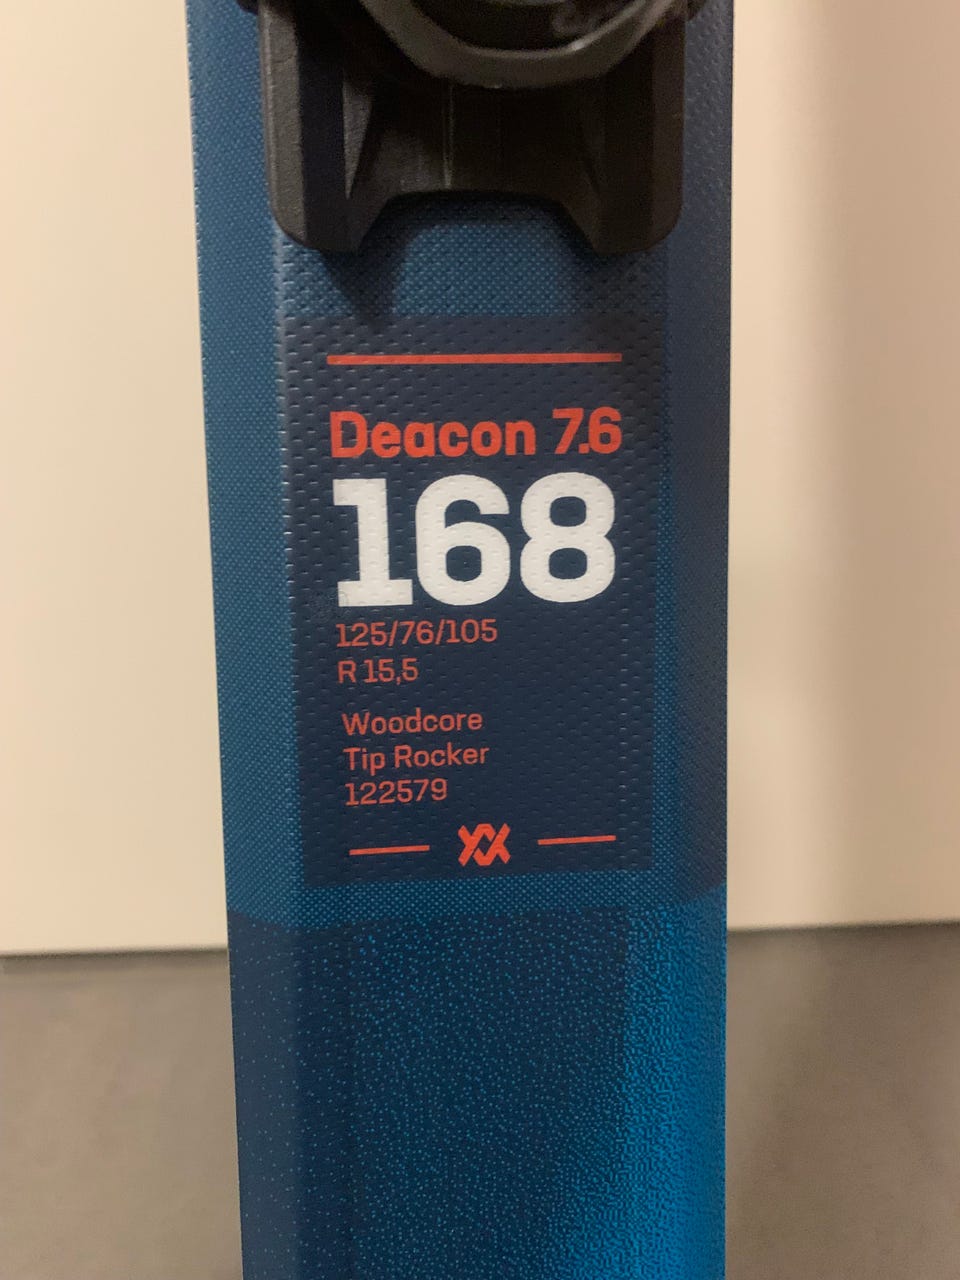 Deacon 7.6
168
125/76/105
R 15,5
Woodcore
Tip Rocker
122579